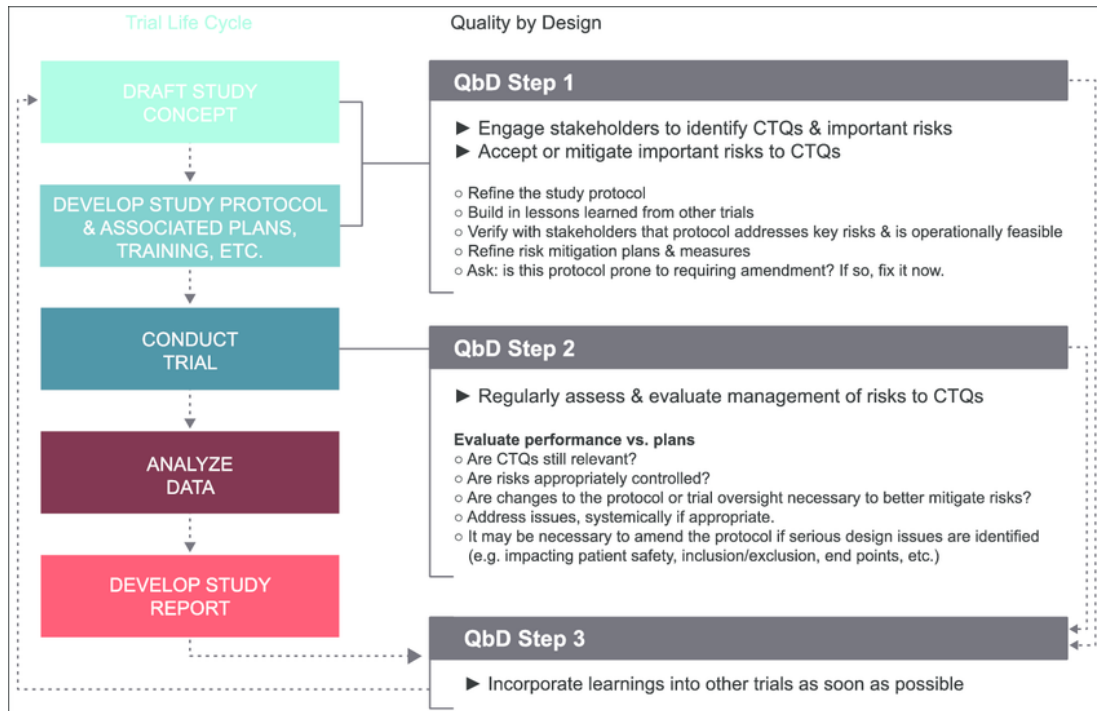 Trial Life Cycle
Quality by Design
DRAFT STUDY
CONCEPT
DEVELOP STUDY PROTOCOL
& ASSOCIATED PLANS,
TRAINING, ETC.
CONDUCT
TRIAL
ANALYZE
DATA
DEVELOP STUDY
REPORT
QbD Step 1
► Engage stakeholders to identify CTQs & important risks
► Accept or mitigate important risks to CTQs
○ Refine the study protocol
○ Build in lessons learned from other trials
○ Verify with stakeholders that protocol addresses key risks & is operationally feasible
○ Refine risk mitigation plans & measures
○ Ask: is this protocol prone to requiring amendment? If so, fix it now.
QbD Step 2
► Regularly assess & evaluate management of risks to CTQs
Evaluate performance vs. plans
○ Are CTQs still relevant?
○ Are risks appropriately controlled?
○ Are changes to the protocol or trial oversight necessary to better mitigate risks?
○ Address issues, systemically if appropriate.
○ It may be necessary to amend the protocol if serious design issues are identified
(e.g. impacting patient safety, inclusion/exclusion, end points, etc.)
QbD Step 3
► Incorporate learnings into other trials as soon as possible